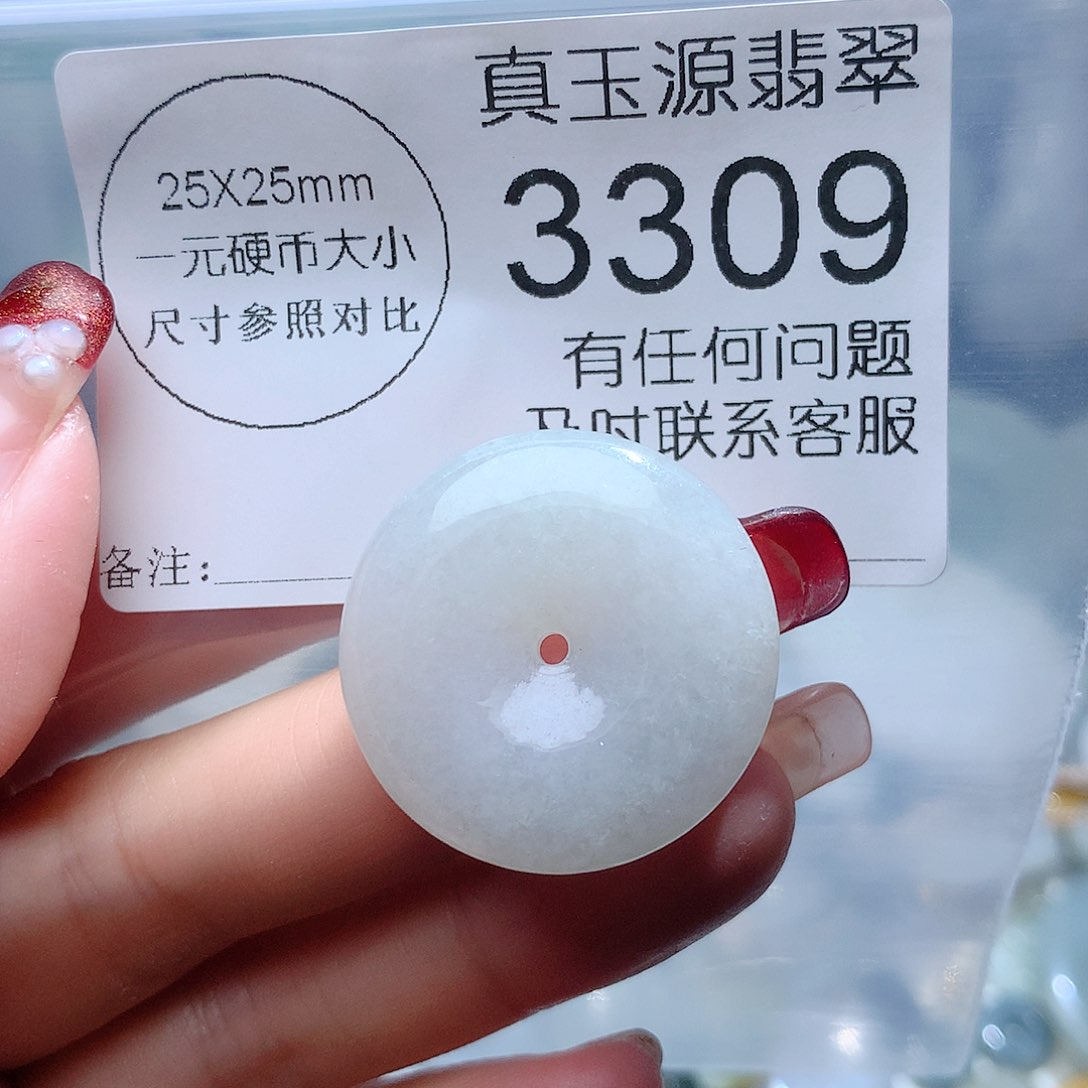 真玉源翡翠
3309
25X25mm
一元硬币大小
尺寸参照对比
有任何问题
及时联系客服
备注: